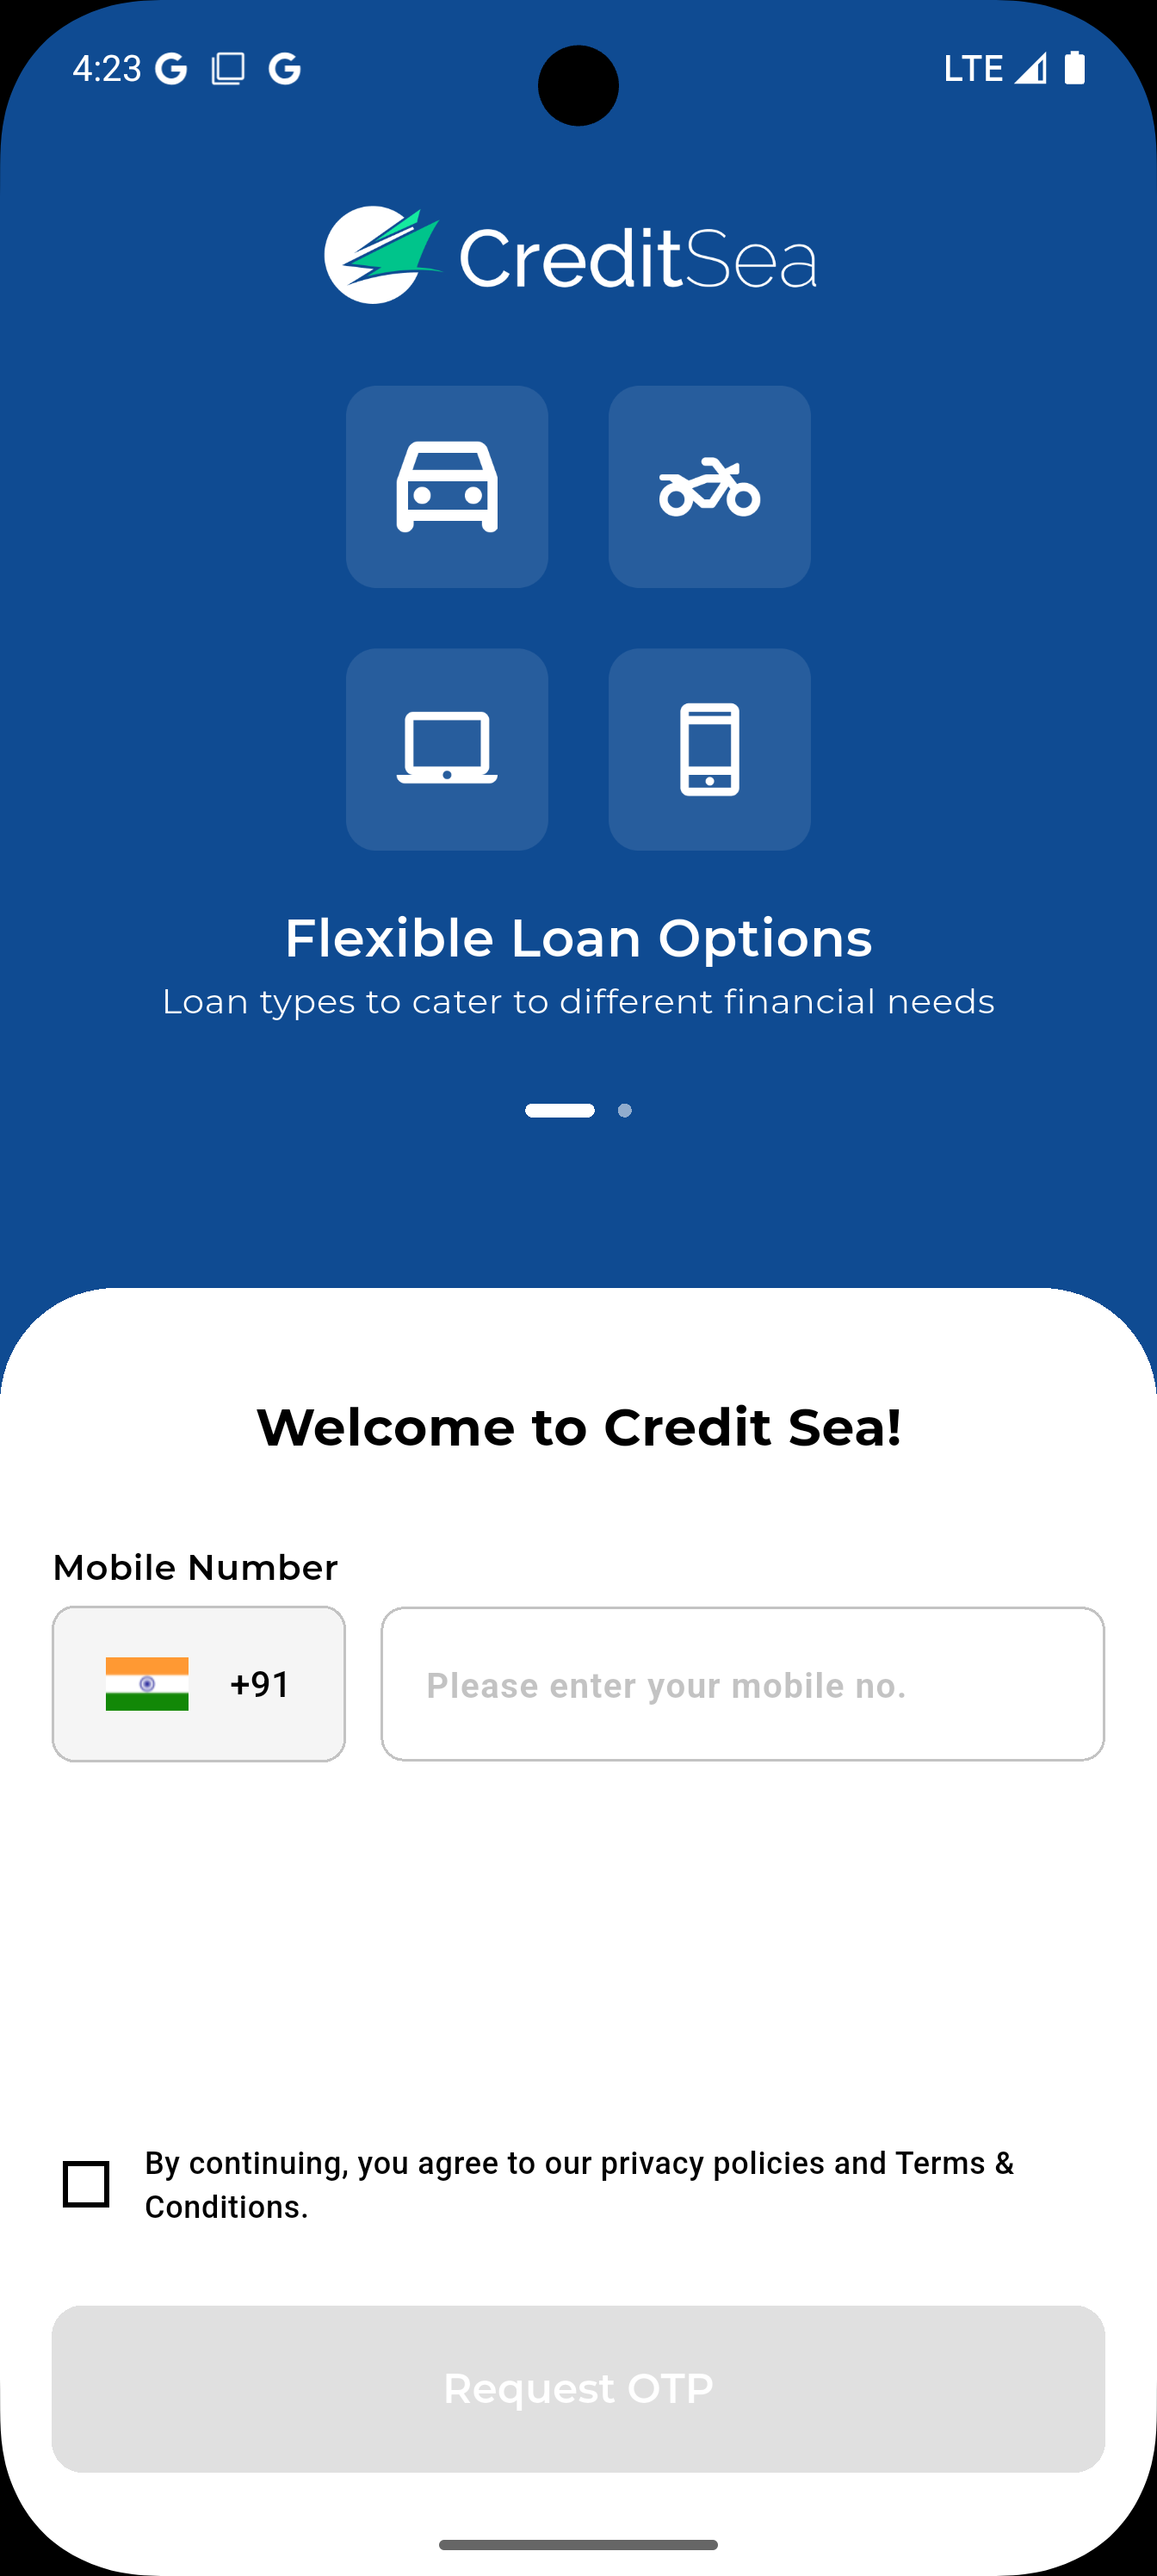 4:23
LTE
CreditSea
Flexible Loan Options
Loan types to cater to different financial needs
Welcome to Credit Sea!
Mobile Number
+91
Please enter your mobile no.
By continuing, you agree to our privacy policies and Terms &
Conditions.
Request OTP